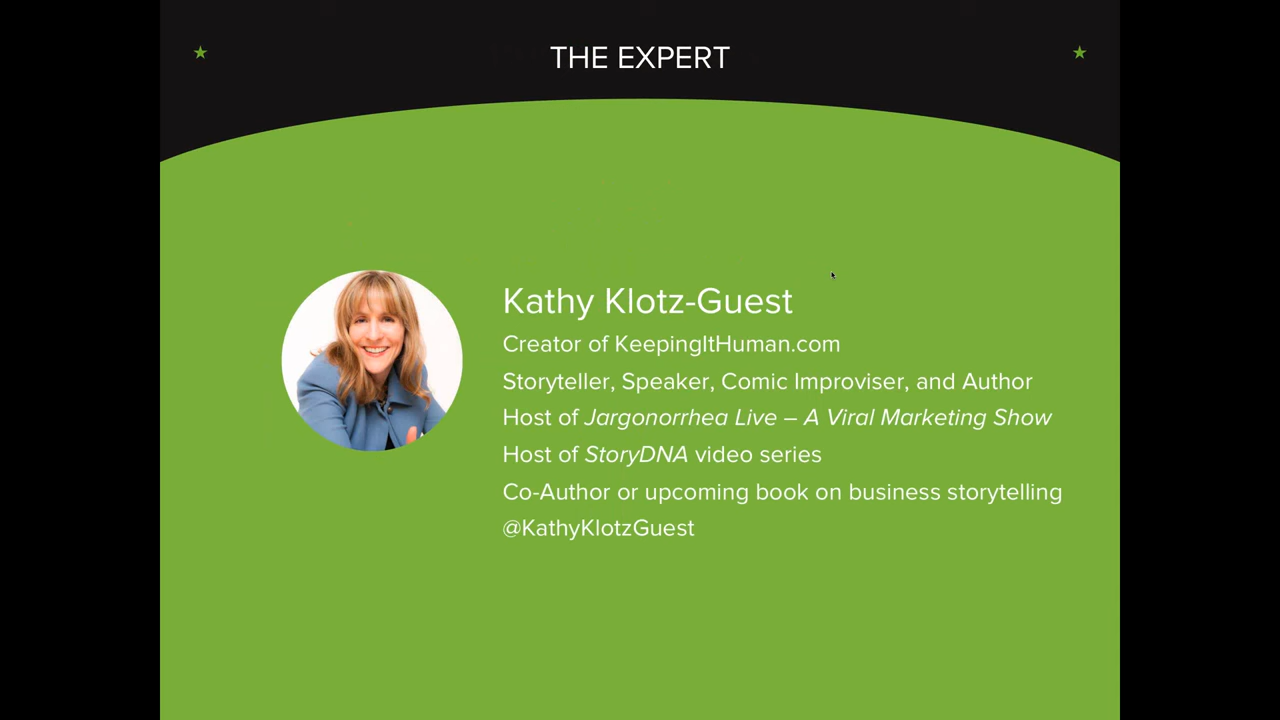 THE EXPERT
Kathy Klotz-Guest
Creator of KeepingItHuman.com
Storyteller, Speaker, Comic Improviser, and Author
Host of Jargonorrhea Live – A Viral Marketing Show
Host of StoryDNA video series
Co-Author or upcoming book on business storytelling
@KathyKlotzGuest